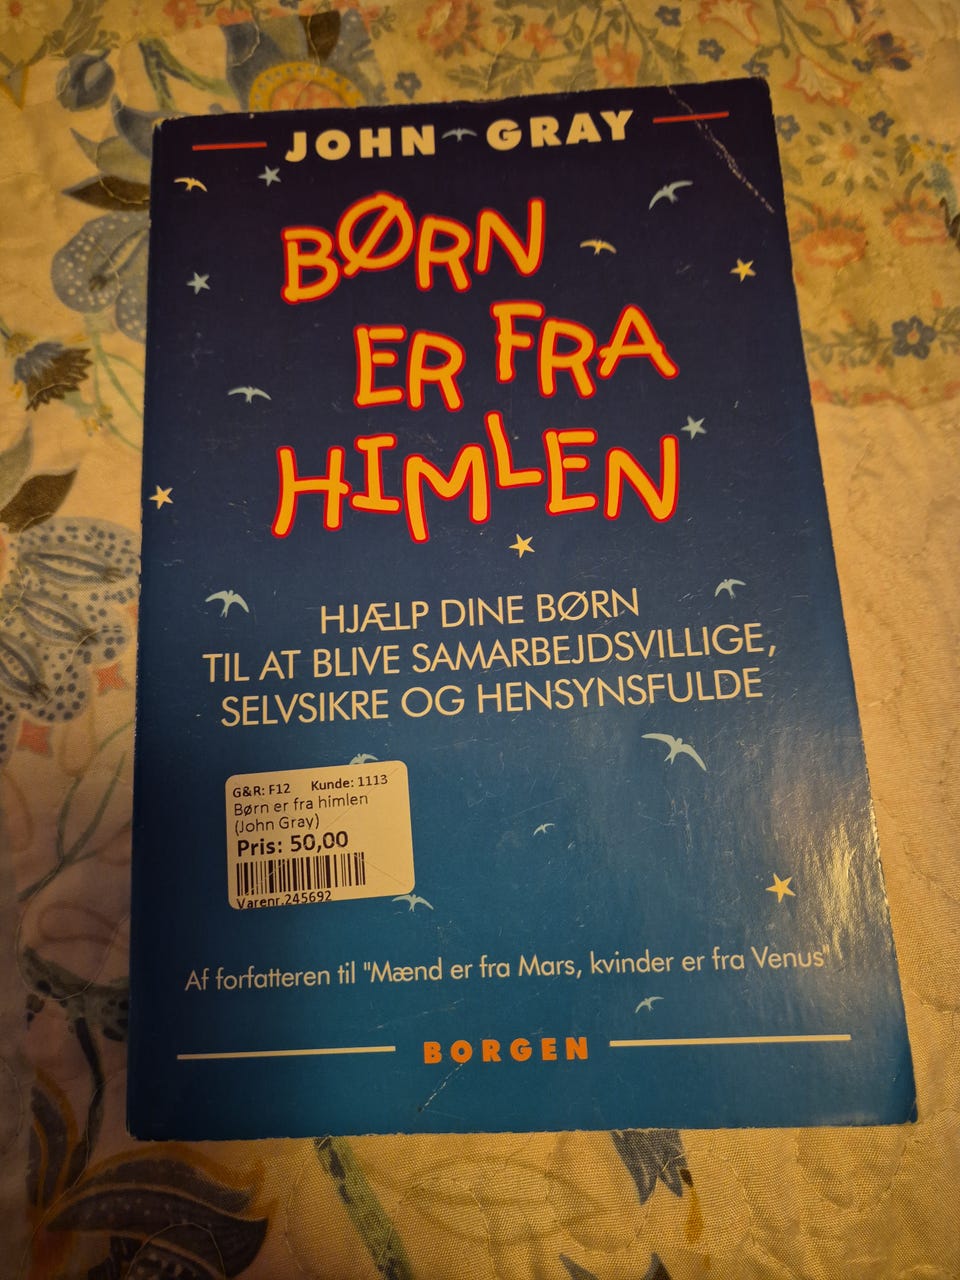 JOHN GRAY
BØRN
ER FRA
HIMLEN
HJÆLP DINE BØRN
TIL AT BLIVE SAMARBEJDSVILLIGE,
SELVSIKRE OG HENSYNSFULDE
G&R: F12 Kunde: 1113
Børn er fra himlen
(John Gray)
Pris: 50,00
Varenr.245692
Af forfatteren til "Mænd er fra Mars, kvinder er fra Venus"
BORGEN